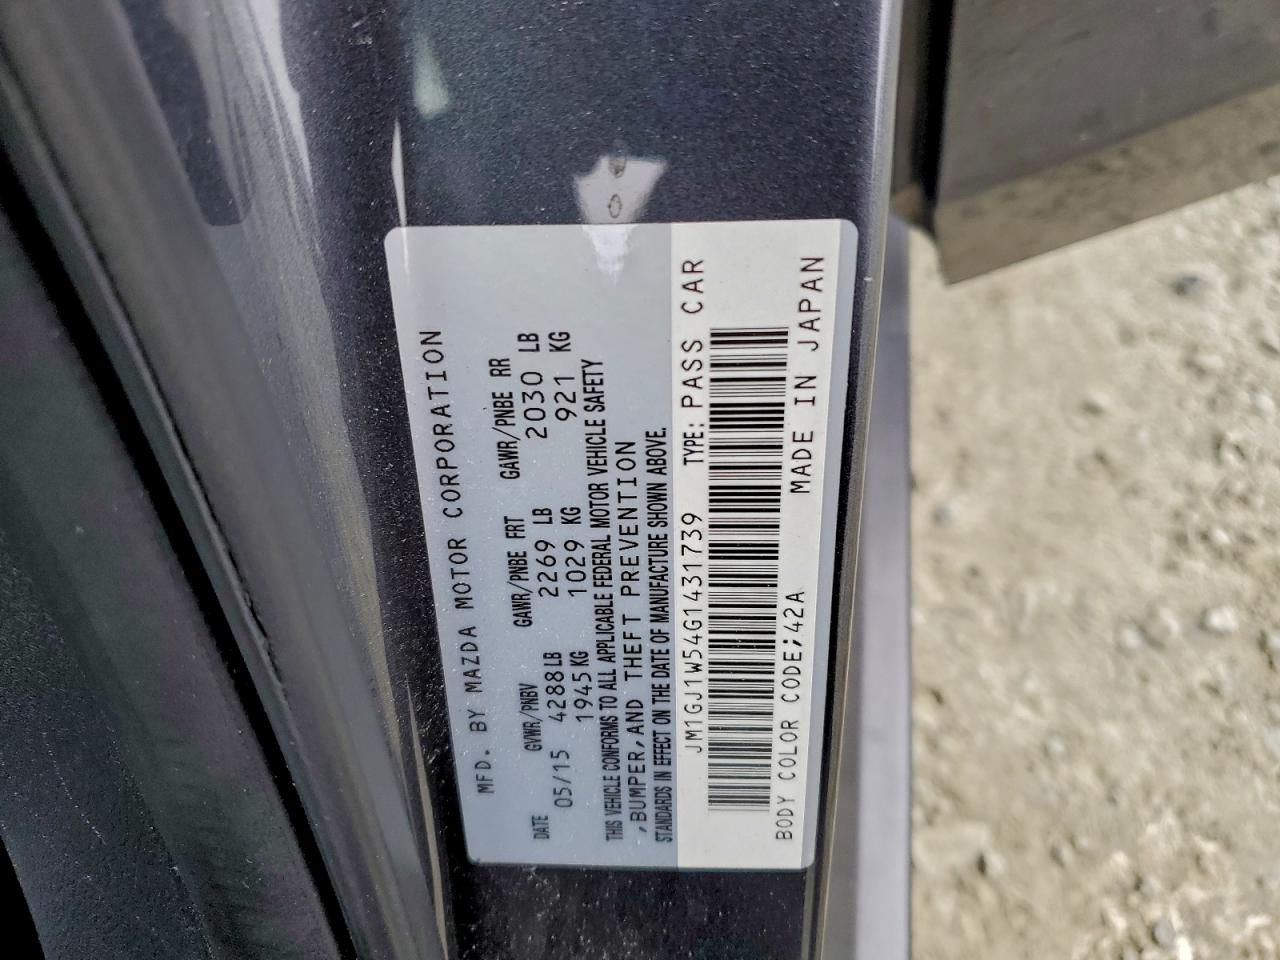 MFD. BY MAZDA MOTOR CORPORATION
DATE GVWR/PNBV GAWR/PNBE FRT GAWR/PNBE RR
05/15 4288LB 2269 LB 2030 LB
1945KG 1029 KG 921 KG
THIS VEHICLE CONFORMS TO ALL APPLICABLE FEDERAL MOTOR VEHICLE SAFETY
,BUMPER,AND THEFT PREVENTION
STANDARDS IN EFFECT ON THE DATE OF MANUFACTURE SHOWN ABOVE.
JM1GJ1W54G1431739 TYPE: PASS CAR
BODY COLOR CODE;42A MADE IN JAPAN